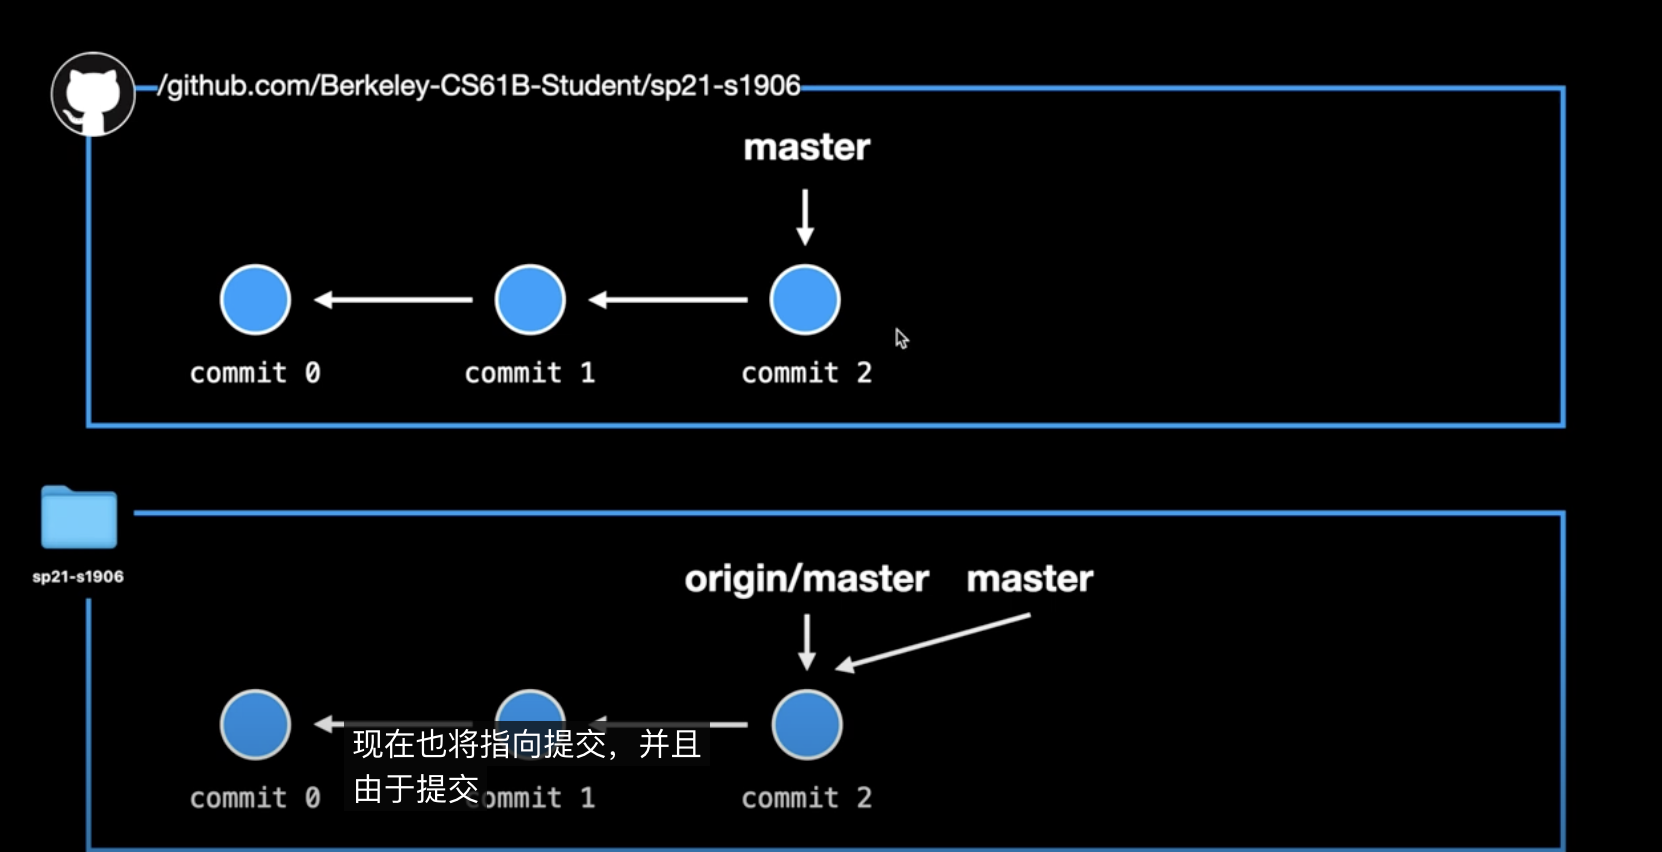 /github.com/Berkeley-CS61B-Student/sp21-s1906
master
commit 0 commit 1 commit 2
sp21-s1906
origin/master master
现在也将指向提交，并且
由于提交
commit 0 commit 1 commit 2